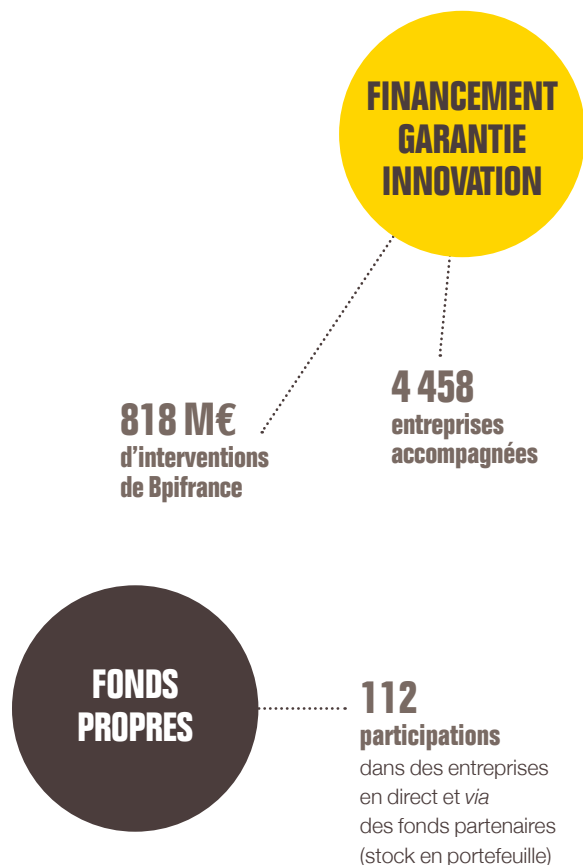 FINANCEMENT
GARANTIE
INNOVATION
818 M€
d'interventions
de Bpifrance
4 458
entreprises
accompagnées
FONDS
PROPRES
112
participations
dans des entreprises
en direct et via
des fonds partenaires
(stock en portefeuille)